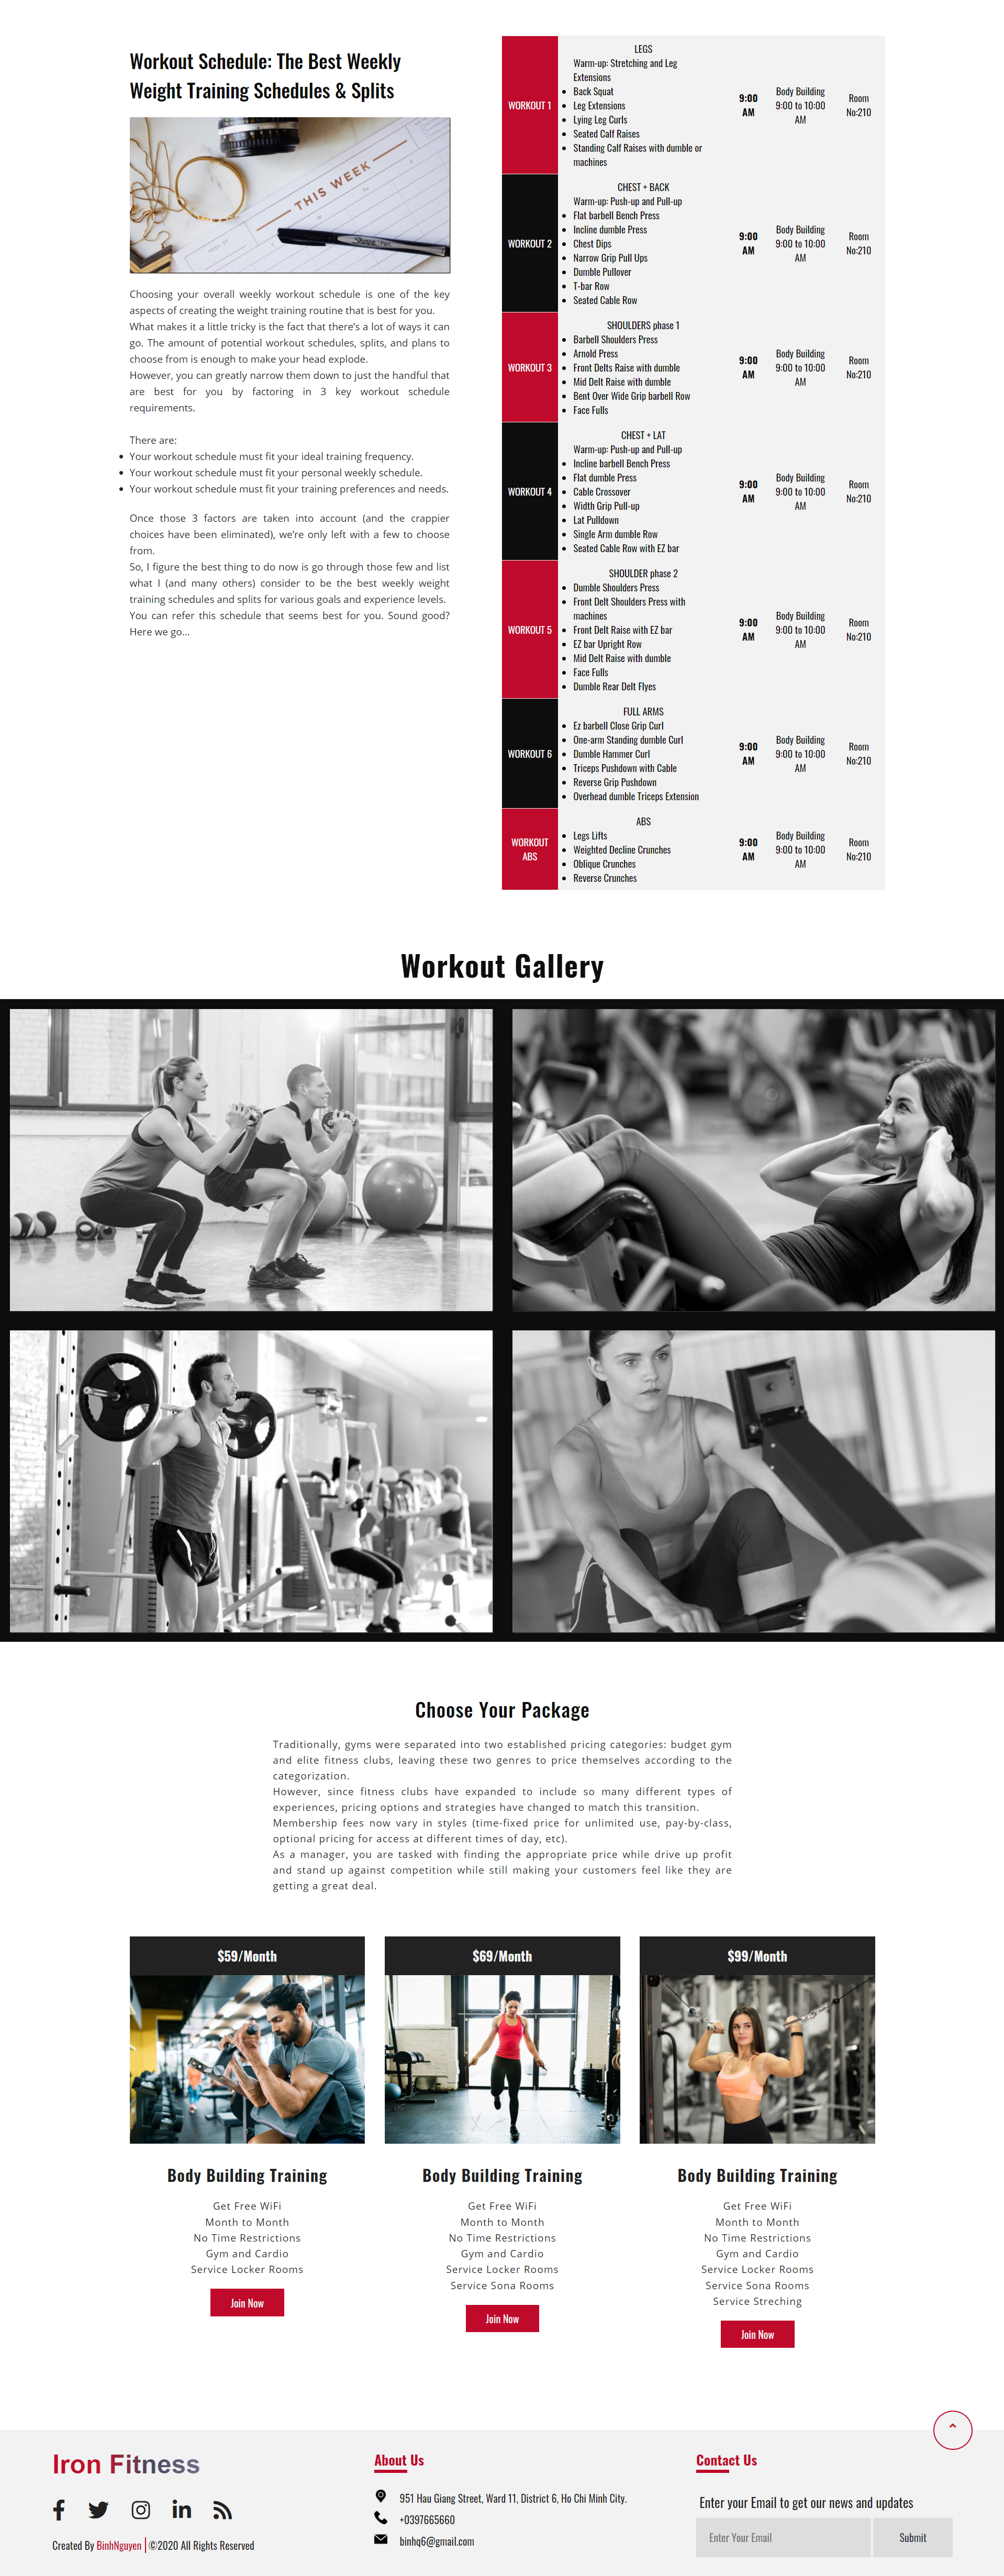 Workout Schedule: The Best Weekly
Weight Training Schedules & Splits
THIS WEEK
Sharpie
Choosing your overall weekly workout schedule is one of the key
aspects of creating the weight training routine that is best for you.
What makes it a little tricky is the fact that there's a lot of ways it can
go. The amount of potential workout schedules, splits, and plans to
choose from is enough to make your head explode.
However, you can greatly narrow them down to just the handful that
are best for you by factoring in 3 key workout schedule
requirements.
There are:
Your workout schedule must fit your ideal training frequency.
Your workout schedule must fit your personal weekly schedule.
Your workout schedule must fit your training preferences and needs.
Once those 3 factors are taken into account (and the crappier
choices have been eliminated), we're only left with a few to choose
from.
So, I figure the best thing to do now is go through those few and list
what I (and many others) consider to be the best weekly weight
training schedules and splits for various goals and experience levels.
You can refer this schedule that seems best for you. Sound good?
Here we go...
WORKOUT 1
LEGS
Warm-up: Stretching and Leg
Extensions
Back Squat
Leg Extensions
Lying Leg Curls
Seated Calf Raises
Standing Calf Raises with dumble or
machines
9:00
AM
Body Building
9:00 to 10:00
AM
Room
No:210
WORKOUT 2
CHEST + BACK
Warm-up: Push-up and Pull-up
Flat barbell Bench Press
Incline dumble Press
Chest Dips
Narrow Grip Pull Ups
Dumble Pullover
T-bar Row
Seated Cable Row
9:00
AM
Body Building
9:00 to 10:00
AM
Room
No:210
WORKOUT 3
SHOULDERS phase 1
Barbell Shoulders Press
Arnold Press
Front Delts Raise with dumble
Mid Delt Raise with dumble
Bent Over Wide Grip barbell Row
Face Fulls
9:00
AM
Body Building
9:00 to 10:00
AM
Room
No:210
WORKOUT 4
CHEST + LAT
Warm-up: Push-up and Pull-up
Incline barbell Bench Press
Flat dumble Press
Cable Crossover
Width Grip Pull-up
Lat Pulldown
Single Arm dumble Row
Seated Cable Row with EZ bar
9:00
AM
Body Building
9:00 to 10:00
AM
Room
No:210
WORKOUT 5
SHOULDER phase 2
Dumble Shoulders Press
Front Delt Shoulders Press with
machines
Front Delt Raise with EZ bar
EZ bar Upright Row
Mid Delt Raise with dumble
Face Fulls
Dumble Rear Delt Flyes
9:00
AM
Body Building
9:00 to 10:00
AM
Room
No:210
WORKOUT 6
FULL ARMS
Ez barbell Close Grip Curl
One-arm Standing dumble Curl
Dumble Hammer Curl
Triceps Pushdown with Cable
Reverse Grip Pushdown
Overhead dumble Triceps Extension
9:00
AM
Body Building
9:00 to 10:00
AM
Room
No:210
WORKOUT
ABS
ABS
Legs Lifts
Weighted Decline Crunches
Oblique Crunches
Reverse Crunches
9:00
AM
Body Building
9:00 to 10:00
AM
Room
No:210
Workout Gallery
Choose Your Package
Traditionally, gyms were separated into two established pricing categories: budget gym
and elite fitness clubs, leaving these two genres to price themselves according to the
categorization.
However, since fitness clubs have expanded to include so many different types of
experiences, pricing options and strategies have changed to match this transition.
Membership fees now vary in styles (time-fixed price for unlimited use, pay-by-class,
optional pricing for access at different times of day, etc).
As a manager, you are tasked with finding the appropriate price while drive up profit
and stand up against competition while still making your customers feel like they are
getting a great deal.
$59/Month
Body Building Training
Get Free WiFi
Month to Month
No Time Restrictions
Gym and Cardio
Service Locker Rooms
Join Now
$69/Month
Body Building Training
Get Free WiFi
Month to Month
No Time Restrictions
Gym and Cardio
Service Locker Rooms
Service Sona Rooms
Join Now
$99/Month
Body Building Training
Get Free WiFi
Month to Month
No Time Restrictions
Gym and Cardio
Service Locker Rooms
Service Sona Rooms
Service Streching
Join Now
Iron Fitness
Created By BinhNguyen | ©2020 All Rights Reserved
About Us
951 Hau Giang Street, Ward 11, District 6, Ho Chi Minh City.
+0397665660
binhq6@gmail.com
Contact Us
Enter your Email to get our news and updates
Enter Your Email
Submit